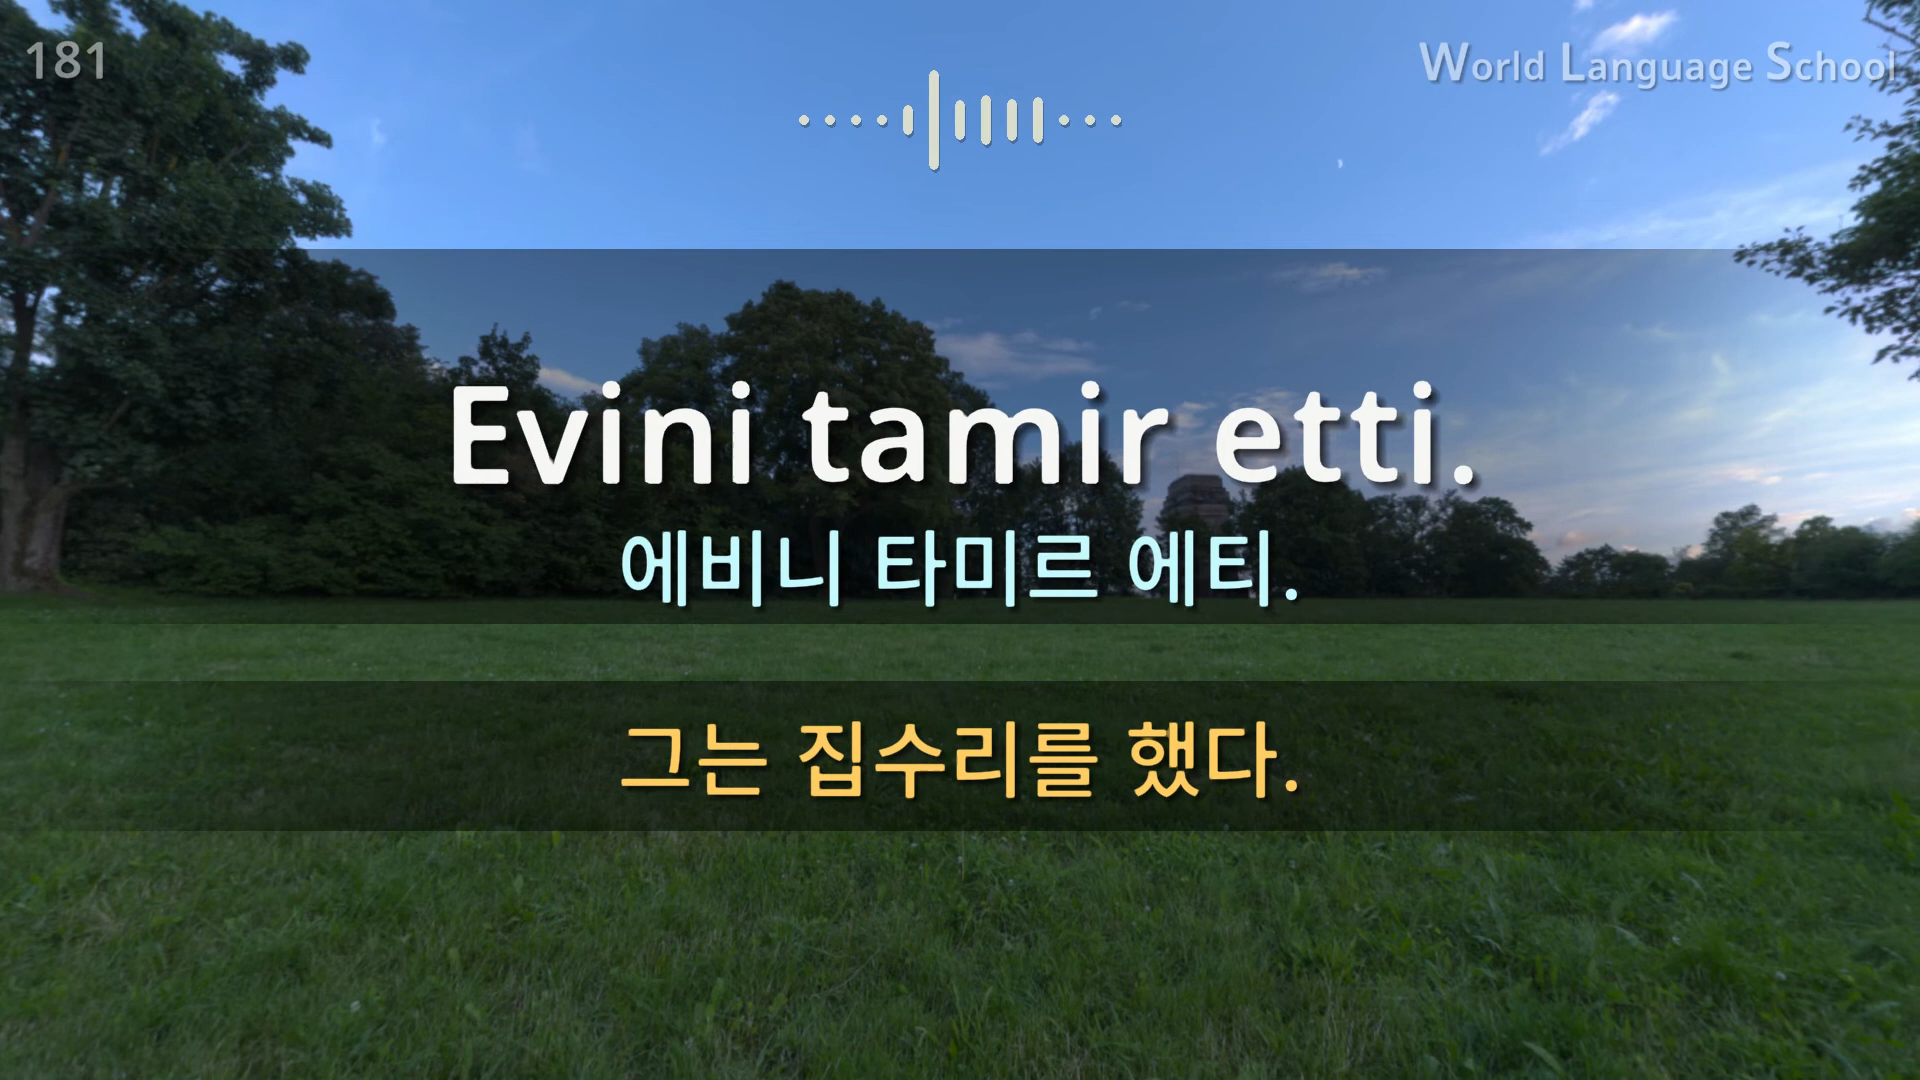 181
World Language School
Evini tamir etti.
에비니 타미르 에티.
그는 집수리를 했다.